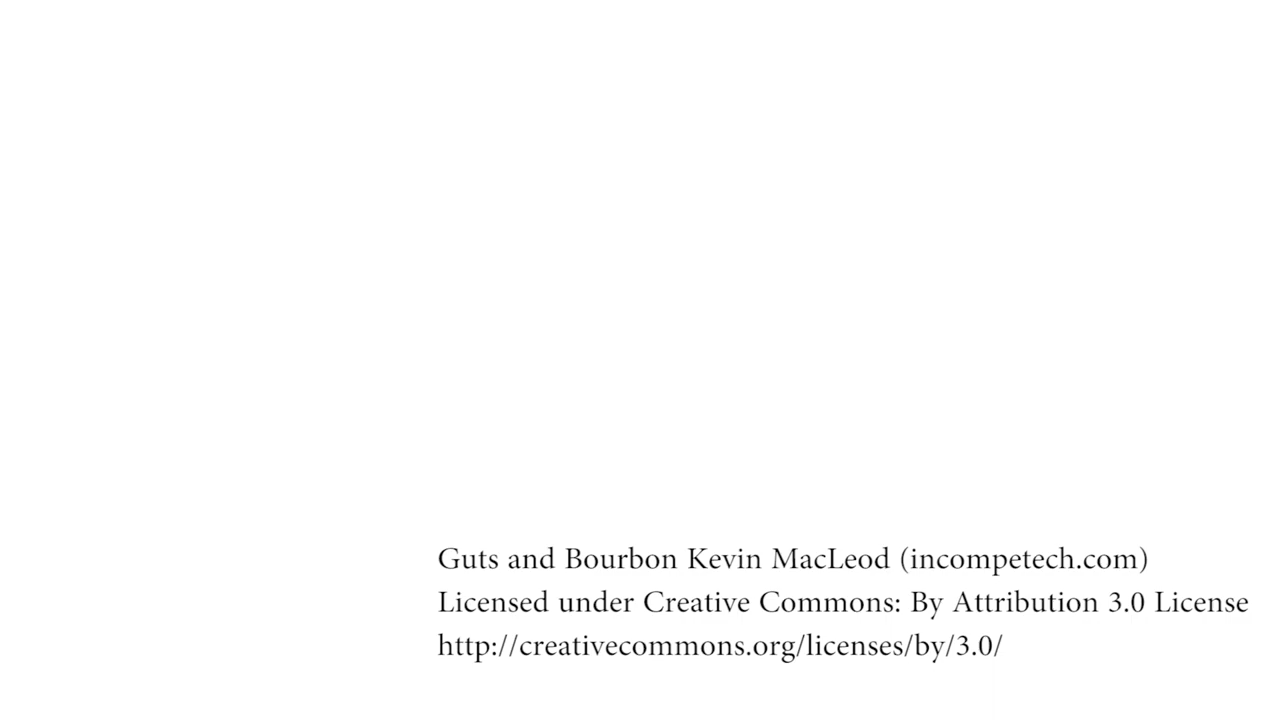 Guts and Bourbon Kevin MacLeod (incompetech.com)
Licensed under Creative Commons: By Attribution 3.0 License
http://creativecommons.org/licenses/by/3.0/